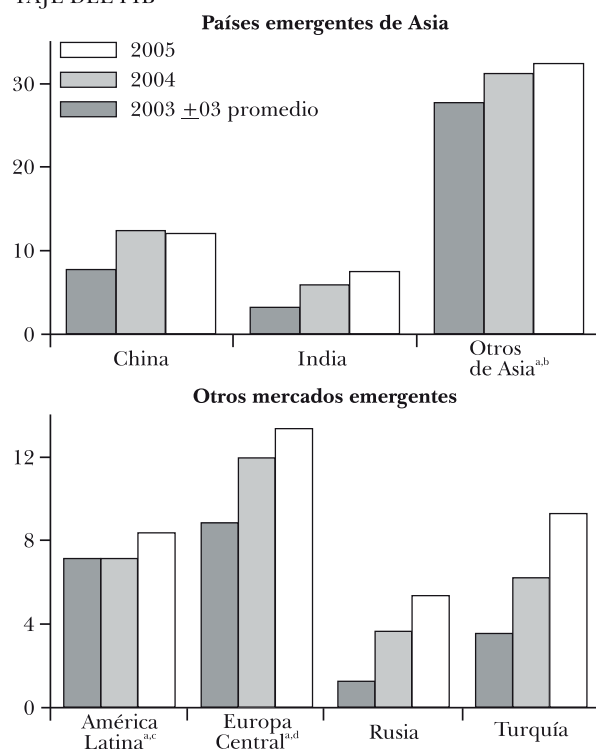 Países emergentes de Asia
2005
2004
2003 ±03 promedio
30
20
10
0
China
India
Otros
de Asia a,b
Otros mercados emergentes
12
8
4
0
América
Latina a,c
Europa
Central a,d
Rusia
Turquía